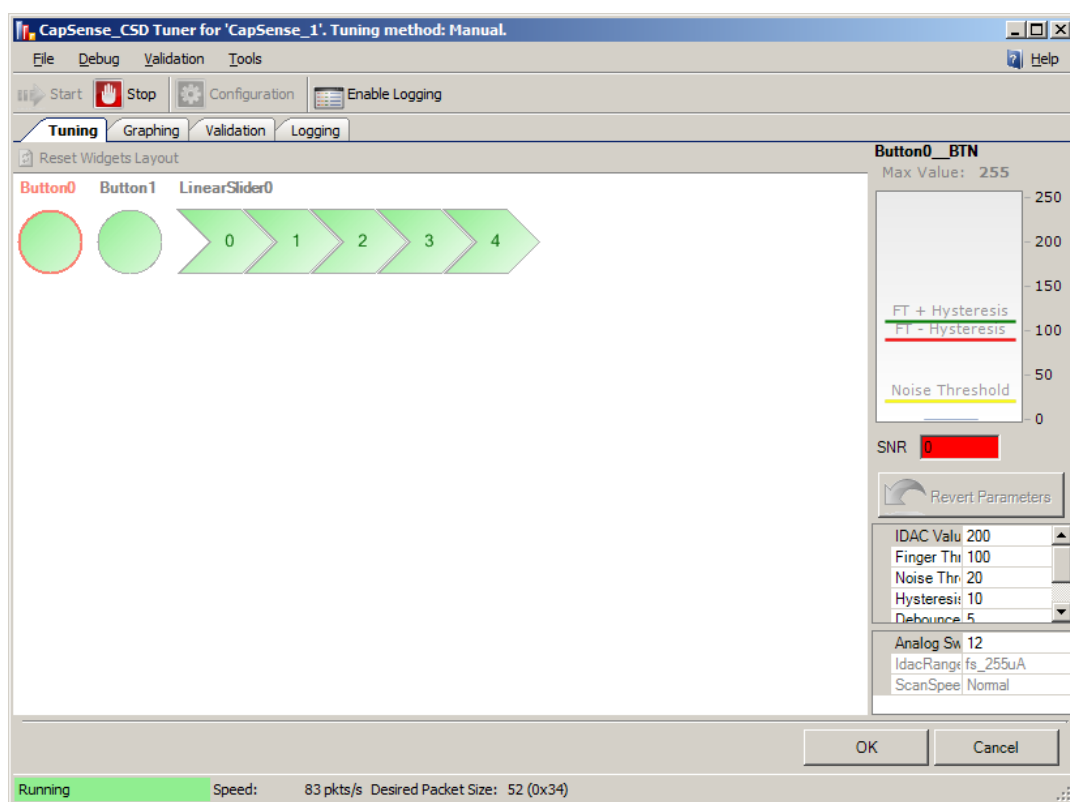 CapSense_CSD Tuner for 'CapSense_1'. Tuning method: Manual.
File Debug Validation Tools Help
Start Stop Configuration Enable Logging
Tuning Graphing Validation Logging
Reset Widgets Layout
Button0 Button1 LinearSlider0
0 1 2 3 4
Button0__BTN
Max Value: 255
250
200
150
FT + Hysteresis
FT - Hysteresis
100
50
Noise Threshold
0
SNR 0
Revert Parameters
IDAC Valu 200
Finger Thr 100
Noise Thr 20
Hysteresis 10
Debounce 5
Analog Sw 12
IdacRange fs_255uA
ScanSpee Normal
OK Cancel
Running Speed: 83 pkts/s Desired Packet Size: 52 (0x34)